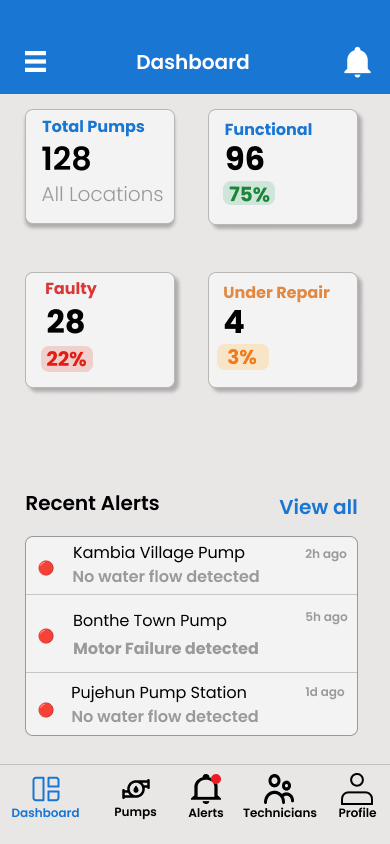 Dashboard
Total Pumps
128
All Locations
Functional
96
75%
Faulty
28
22%
Under Repair
4
3%
Recent Alerts
View all
Kambia Village Pump
2h ago
No water flow detected
Bonthe Town Pump
5h ago
Motor Failure detected
Pujehun Pump Station
1d ago
No water flow detected
Dashboard
Pumps
Alerts
Technicians
Profile